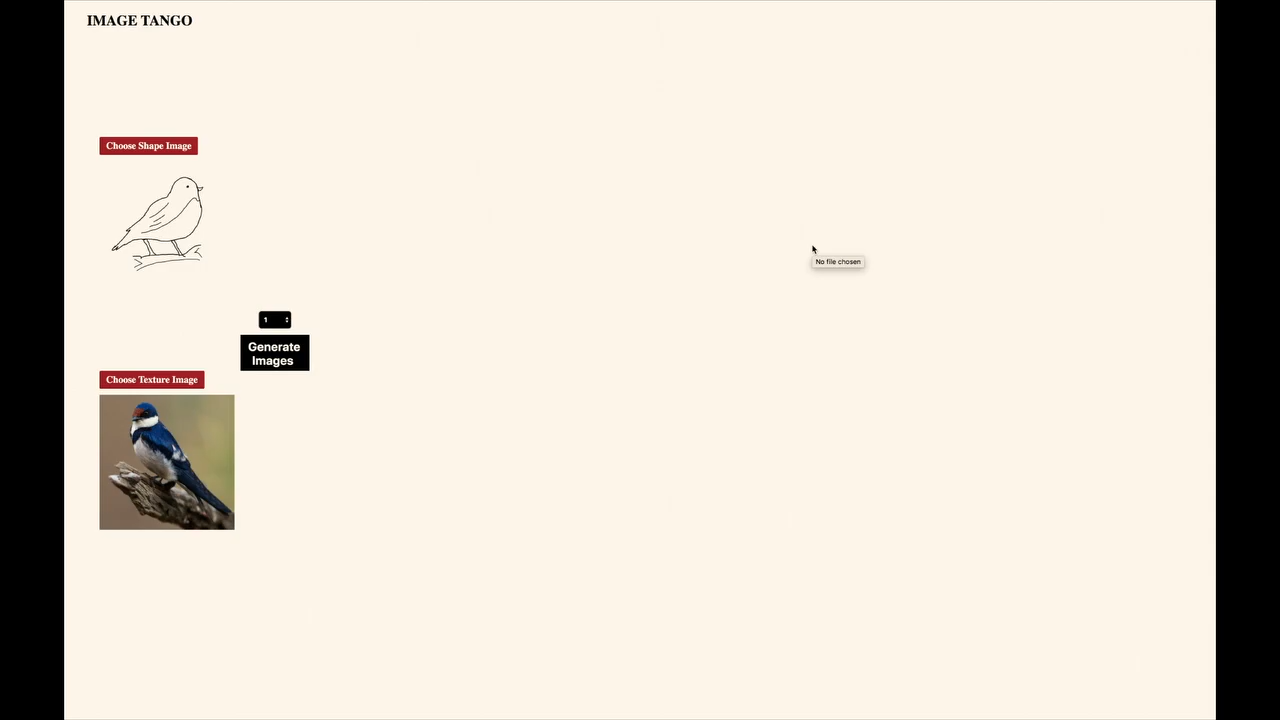 IMAGE TANGO
Choose Shape Image
No file chosen
1
Generate
Images
Choose Texture Image